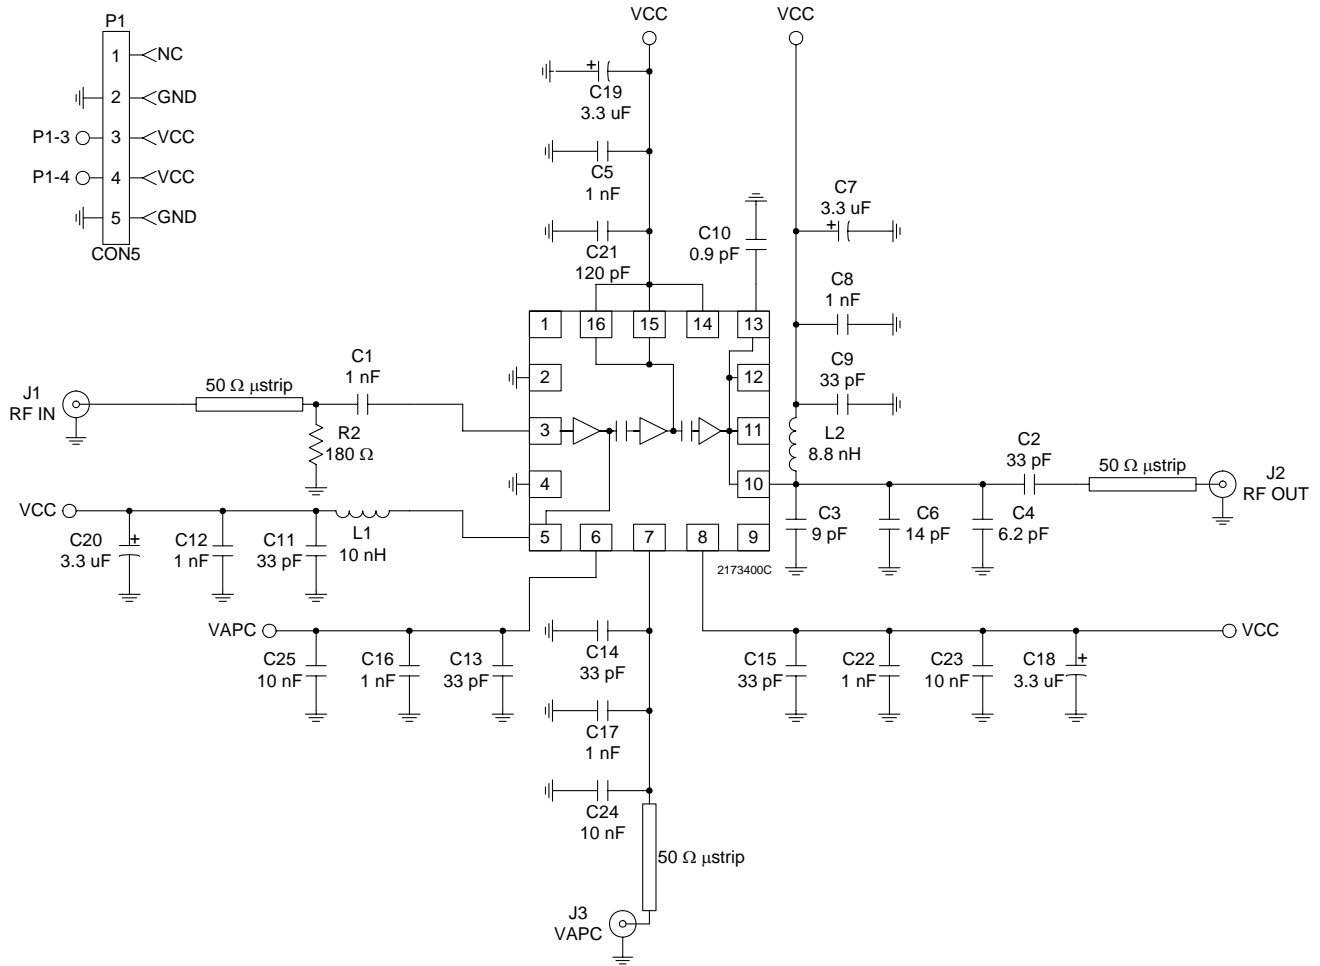 P1
1
NC
2
GND
P1-3
3
VCC
P1-4
4
VCC
5
GND
CON5
VCC
+
C19
3.3 uF
C5
1 nF
C21
120 pF
VCC
C10
0.9 pF
C7
3.3 uF
+
C8
1 nF
C9
33 pF
L2
8.8 nH
1
16
15
14
13
2
12
3
11
4
10
5
6
7
8
9
2173400C
J1
RF IN
50 Ω μstrip
C1
1 nF
R2
180 Ω
VCC
C20
3.3 uF
+
C12
1 nF
C11
33 pF
L1
10 nH
C3
9 pF
C6
14 pF
C4
6.2 pF
C2
33 pF
50 Ω μstrip
J2
RF OUT
VAPC
C25
10 nF
C16
1 nF
C13
33 pF
C14
33 pF
C17
1 nF
C24
10 nF
C15
33 pF
C22
1 nF
C23
10 nF
C18
3.3 uF
+
VCC
50 Ω μstrip
J3
VAPC